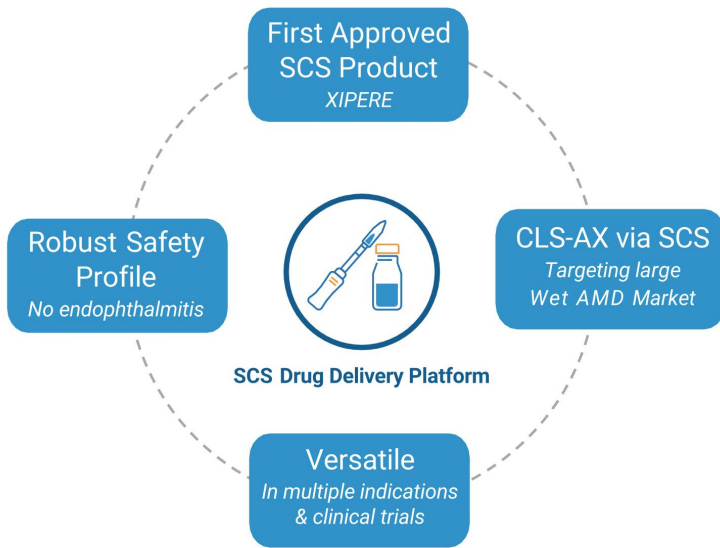 First Approved
SCS Product
XIPERE
Robust Safety
Profile
No endophthalmitis
CLS-AX via SCS
Targeting large
Wet AMD Market
SCS Drug Delivery Platform
Versatile
In multiple indications
& clinical trials